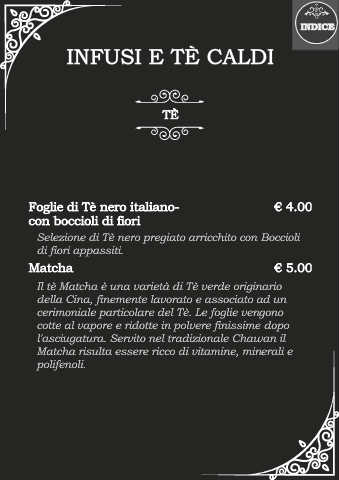 INDICE
INFUSI E TÈ CALDI
TÈ
Foglie di Tè nero italiano- € 4.00
con boccioli di fiori
Selezione di Tè nero pregiato arricchito con Boccioli
di fiori appassiti.
Matcha € 5.00
Il tè Matcha è una varietà di Tè verde originario
della Cina, finemente lavorato e associato ad un
cerimoniale particolare del Tè. Le foglie vengono
cotte al vapore e ridotte in polvere finissime dopo
l'asciugatura. Servito nel tradizionale Chawan il
Matcha risulta essere ricco di vitamine, minerali e
polifenoli.